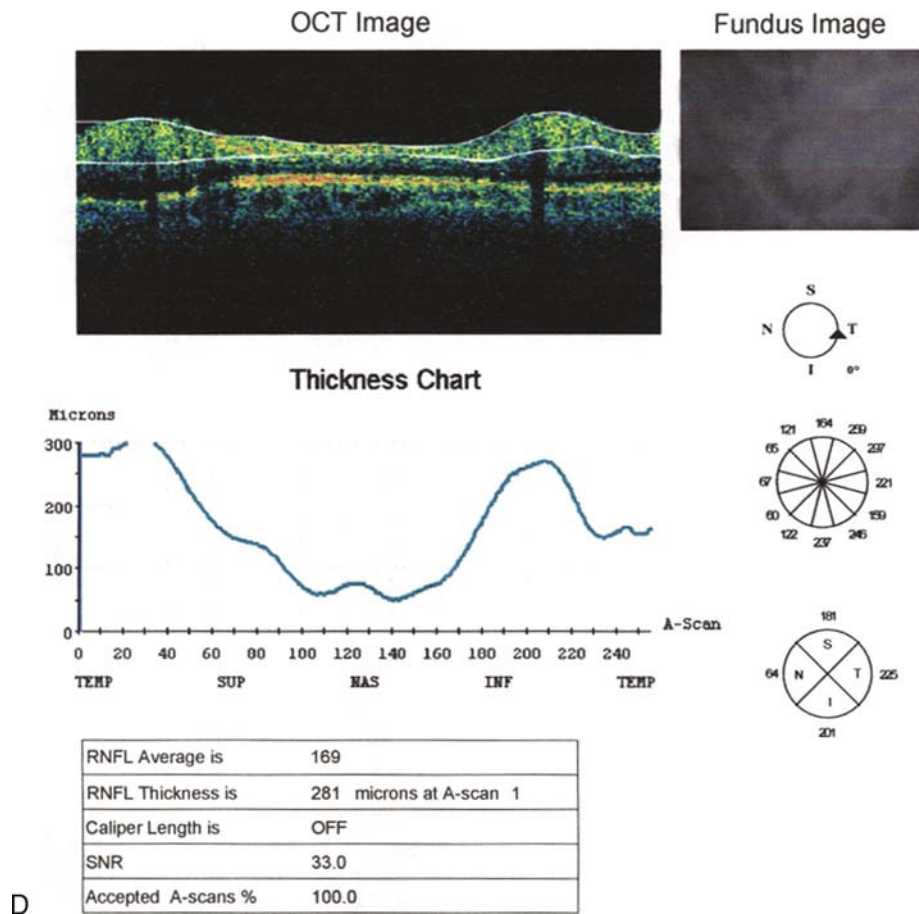 OCT Image
Fundus Image
S
N T
I 0°
Thickness Chart
Microns
300
200
100
0
A-Scan
0 20 40 60 80 100 120 140 160 180 200 220 240
TEMP SUP NAS INF TEMP
164
121 239
65 297
67 221
60 159
122 246
237
181
S
64 N T 225
I
201
RNFL Average is 169
RNFL Thickness is 281 microns at A-scan 1
Caliper Length is OFF
SNR 33.0
Accepted A-scans % 100.0
D